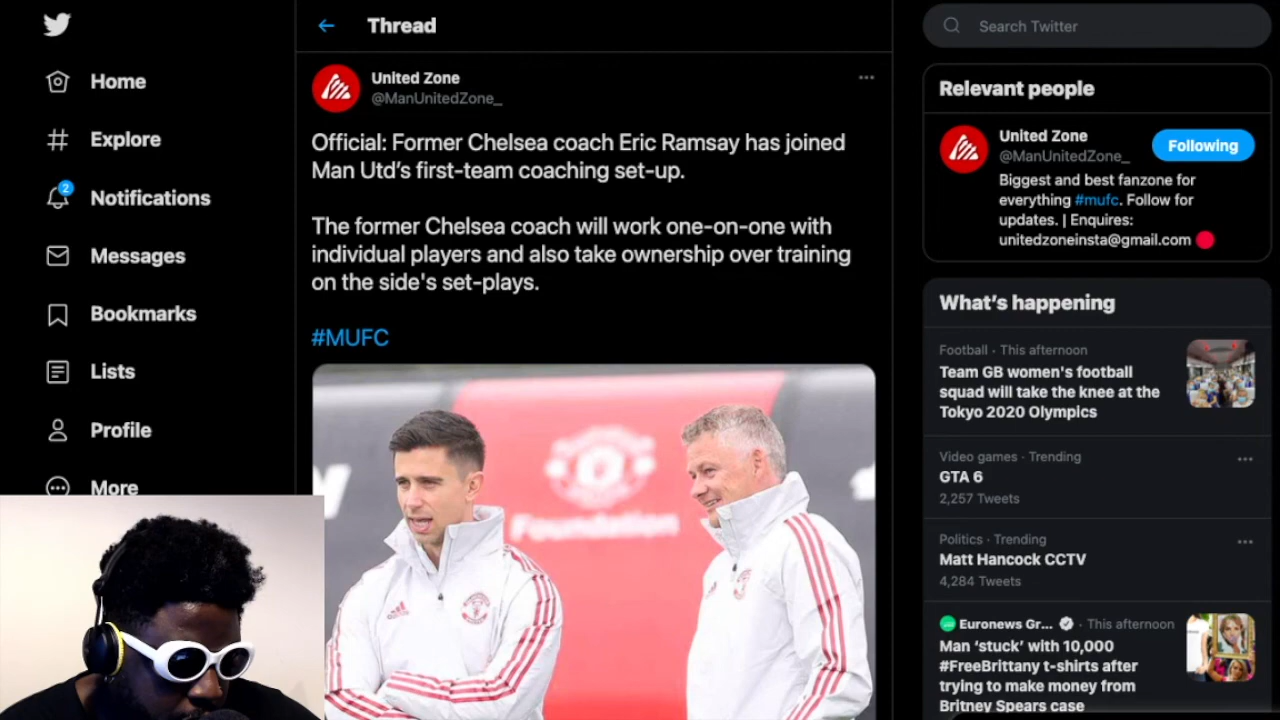 Home
Explore
2
Notifications
Messages
Bookmarks
Lists
Profile
More
Thread
United Zone
@ManUnitedZone_
Official: Former Chelsea coach Eric Ramsay has joined
Man Utd’s first-team coaching set-up.
The former Chelsea coach will work one-on-one with
individual players and also take ownership over training
on the side's set-plays.
#MUFC
Foundation
Search Twitter
Relevant people
United Zone
@ManUnitedZone_
Following
Biggest and best fanzone for
everything #mufc. Follow for
updates. | Enquires:
unitedzoneinsta@gmail.com
What’s happening
Football · This afternoon
Team GB women's football
squad will take the knee at the
Tokyo 2020 Olympics
Video games · Trending
GTA 6
2,257 Tweets
Politics · Trending
Matt Hancock CCTV
4,284 Tweets
Euronews Gr... · This afternoon
Man ‘stuck’ with 10,000
#FreeBrittany t-shirts after
trying to make money from
Britney Spears case